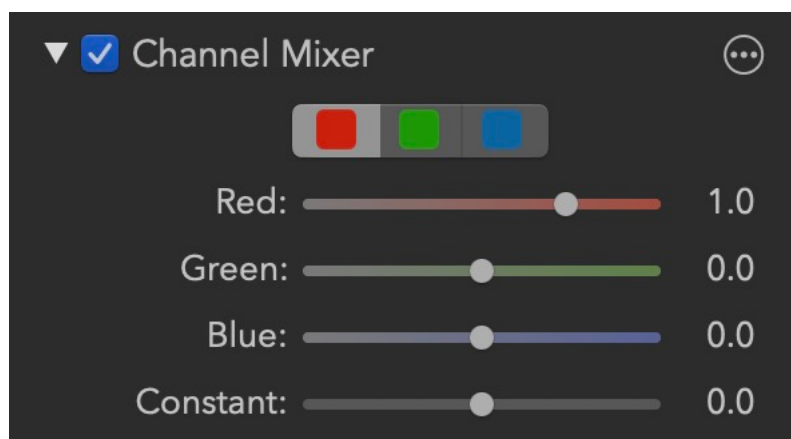 Channel Mixer
Red: 1.0
Green: 0.0
Blue: 0.0
Constant: 0.0